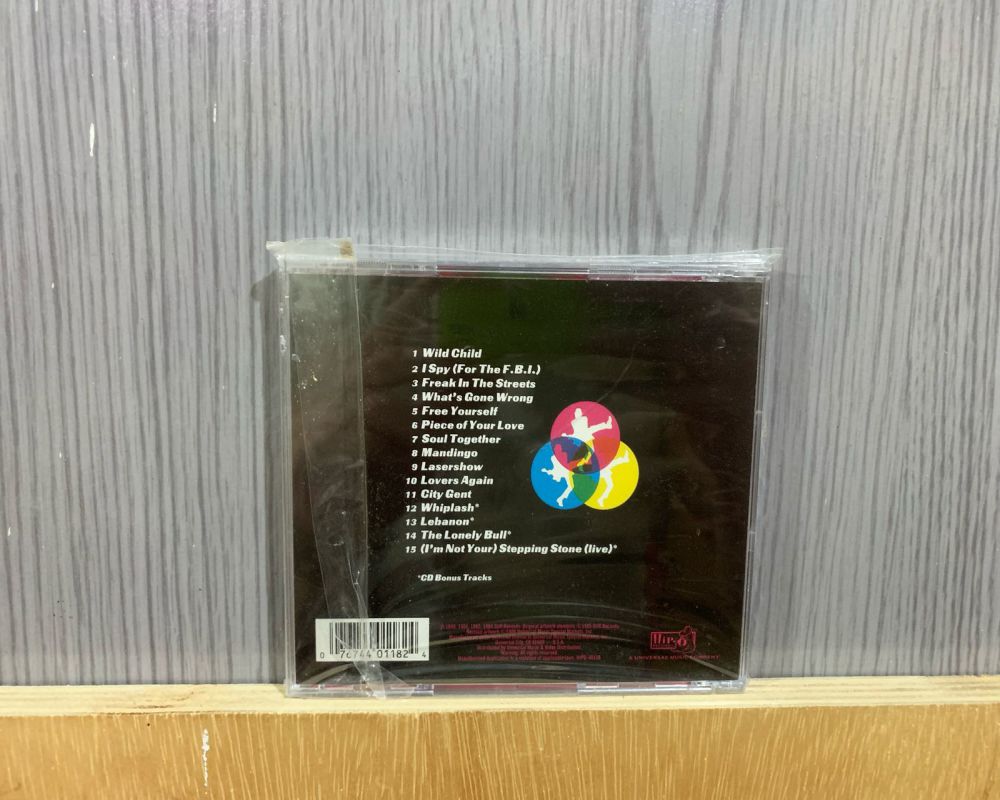 1 Wild Child
2 I Spy (For The F.B.I.)
3 Freak In The Streets
4 What's Gone Wrong
5 Free Yourself
6 Piece of Your Love
7 Soul Together
8 Mandingo
9 Lasershow
10 Lovers Again
11 City Gent
12 Whiplash*
13 Lebanon*
14 The Lonely Bull*
15 (I'm Not Your) Stepping Stone (live)*
*CD Bonus Tracks
0 76744 01182 4
A UNIVERSAL MUSIC COMPANY